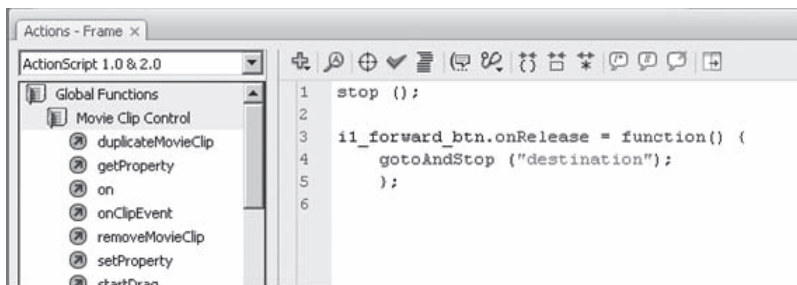 Actions - Frame ×
ActionScript 1.0 & 2.0
Global Functions
Movie Clip Control
duplicateMovieClip
getProperty
on
onClipEvent
removeMovieClip
setProperty
startDrag
1 stop ();
2
3 i1_forward_btn.onRelease = function() {
4 gotoAndStop ("destination");
5 };
6